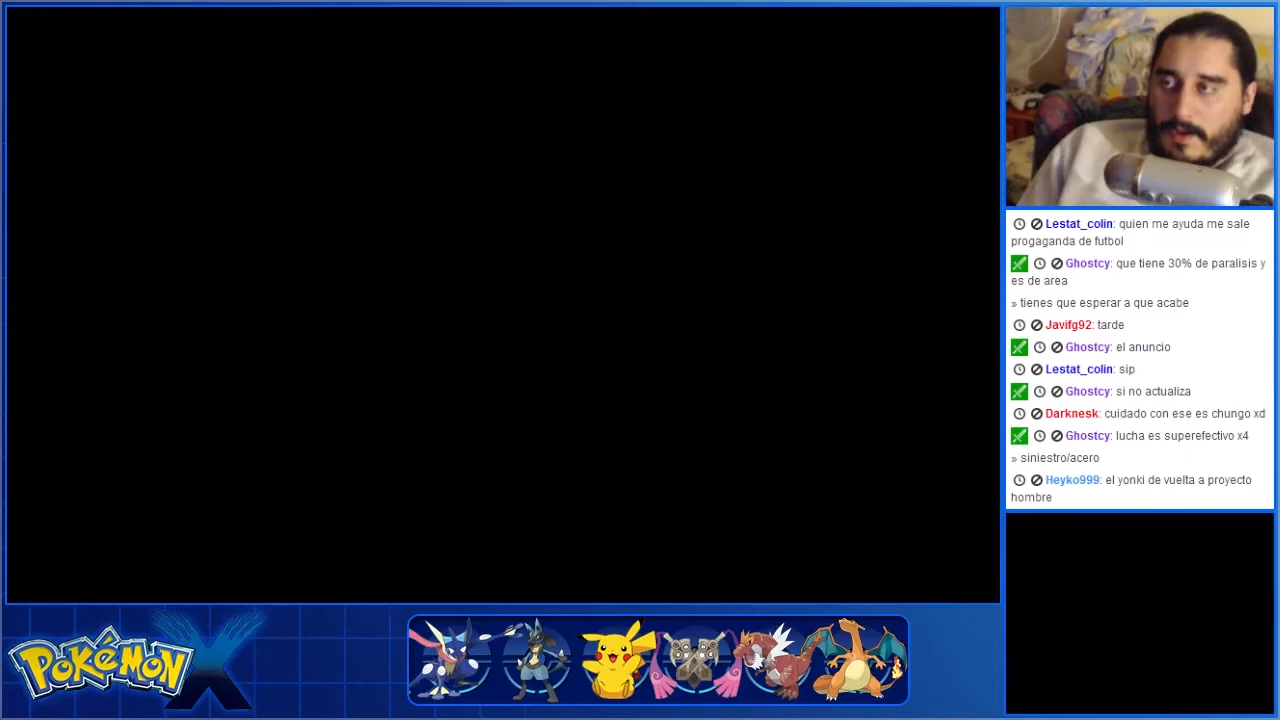 Lestat_colin: quien me ayuda me sale
progaganda de futbol
Ghostcy: que tiene 30% de paralisis y
es de area
» tienes que esperar a que acabe
Javifg92: tarde
Ghostcy: el anuncio
Lestat_colin: sip
Ghostcy: si no actualiza
Darknesk: cuidado con ese es chungo xd
Ghostcy: lucha es superefectivo x4
» siniestro/acero
Heyko999: el yonki de vuelta a proyecto
hombre
POKéMON X